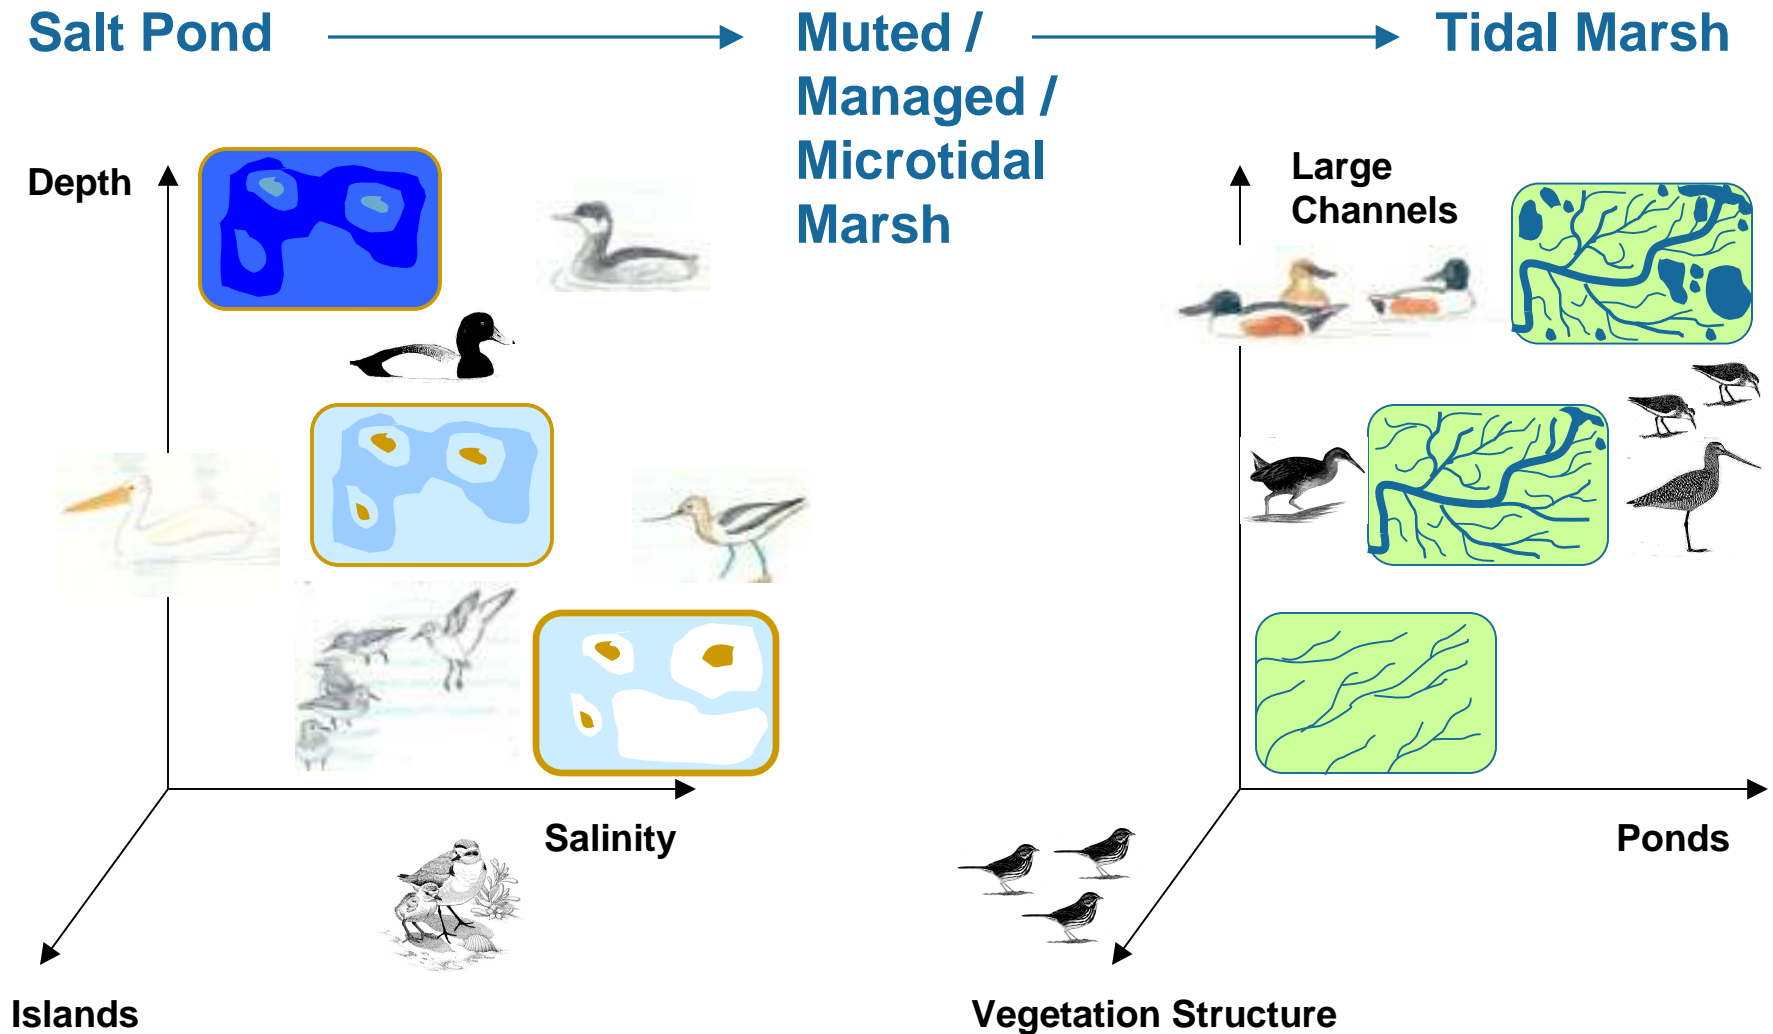 Salt Pond
Muted /
Managed /
Microtidal
Marsh
Tidal Marsh
Depth
Large
Channels
Salinity
Ponds
Islands
Vegetation Structure